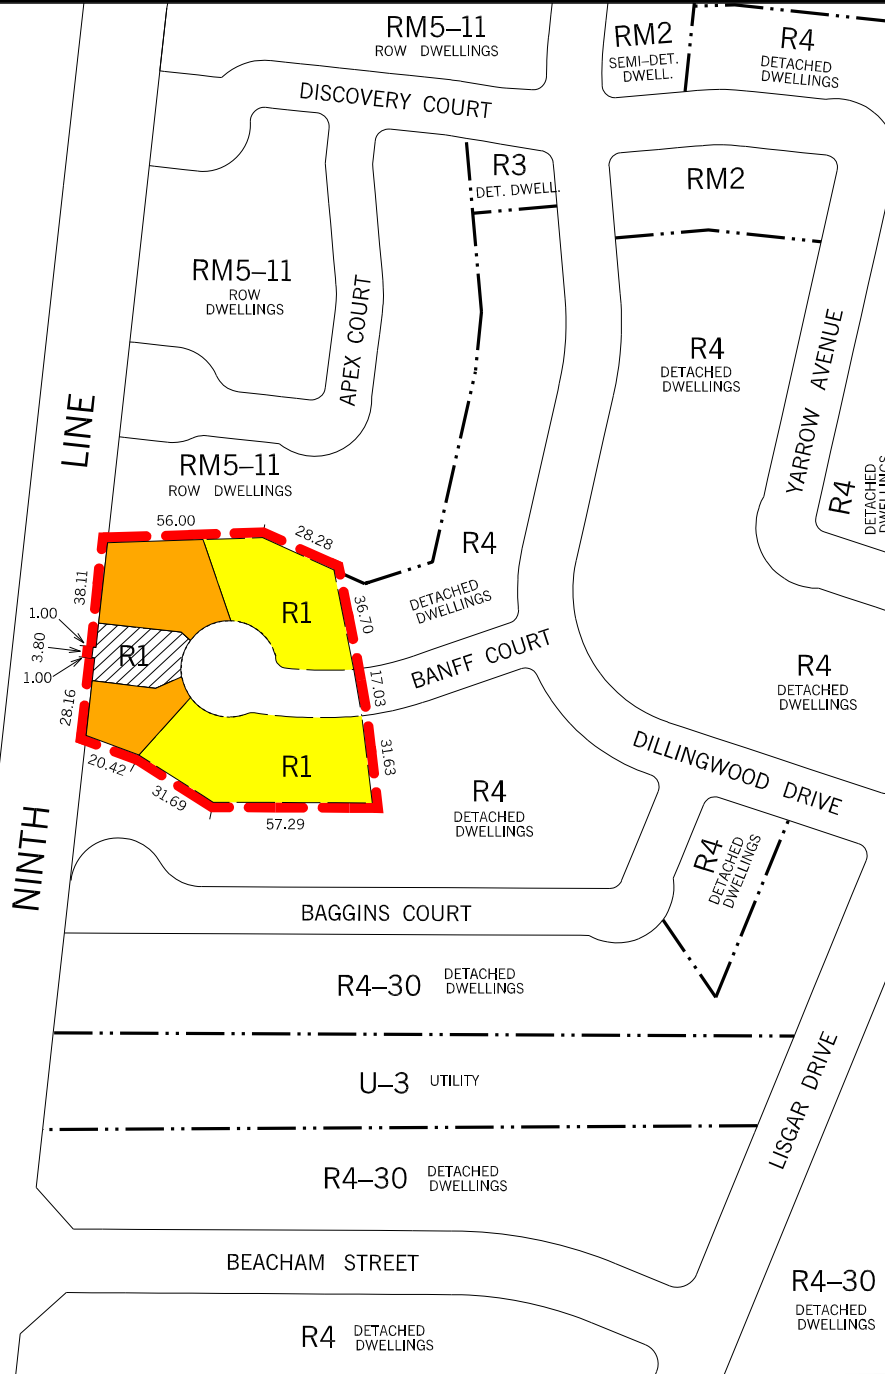 RM5–11
ROW DWELLINGS
RM2
SEMI–DET.
DWELL.
R4
DETACHED
DWELLINGS
DISCOVERY COURT
R3
DET. DWELL.
RM2
RM5–11
ROW
DWELLINGS
APEX COURT
R4
DETACHED
DWELLINGS
YARROW AVENUE
R4
DETACHED
DWELLINGS
LINE
RM5–11
ROW DWELLINGS
56.00
28.28
R4
DETACHED
DWELLINGS
38.11
R1
36.70
1.00
3.80
1.00
R1
BANFF COURT
17.03
R4
DETACHED
DWELLINGS
28.16
20.42
31.69
R1
31.63
57.29
DILLINGWOOD DRIVE
R4
DETACHED
DWELLINGS
R4
DETACHED
DWELLINGS
NINTH
BAGGINS COURT
R4–30
DETACHED
DWELLINGS
U–3
UTILITY
LISGAR DRIVE
R4–30
DETACHED
DWELLINGS
BEACHAM STREET
R4–30
DETACHED
DWELLINGS
R4
DETACHED
DWELLINGS